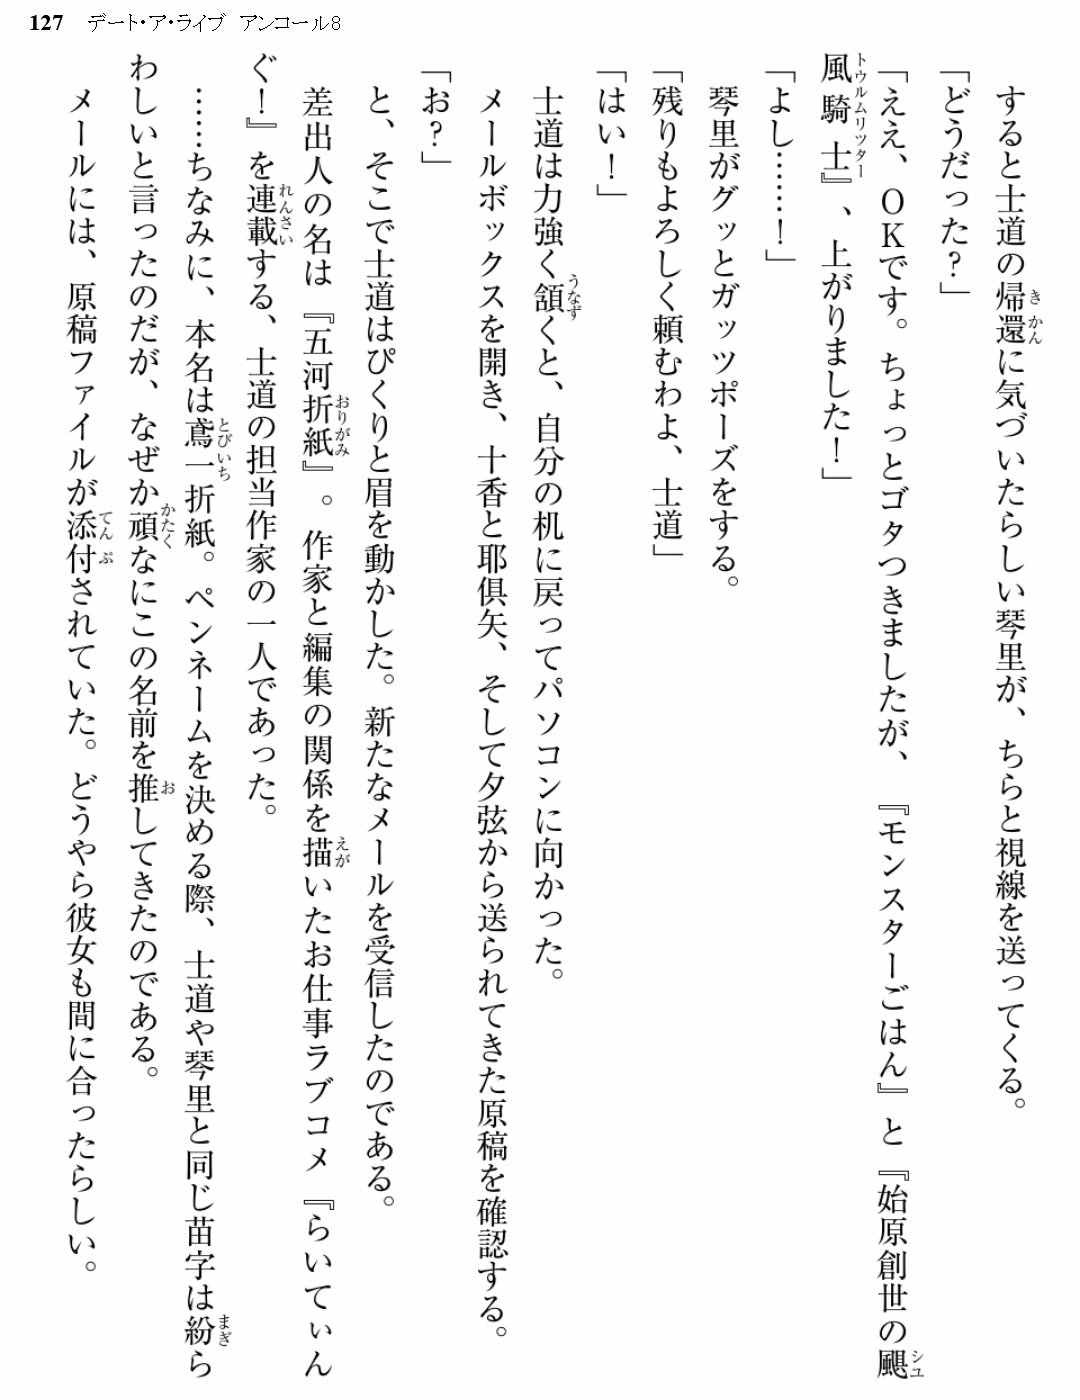 127 デート・ア・ライブ アンコール8
すると士道の帰還に気づいたらしい琴里が、ちらと視線を送ってくる。
「どうだった？」
「ええ、OKです。ちょっとゴタつきましたが、『モンスターごはん』と『始原創世の颶
風騎士』、上がりました！」
「よし……！」
琴里がグッとガッツポーズをする。
「残りもよろしく頼むわよ、士道」
「はい！」
士道は力強く頷くと、自分の机に戻ってパソコンに向かった。
メールボックスを開き、十香と耶倶矢、そして夕弦から送られてきた原稿を確認する。
「お？」
と、そこで士道はぴくりと眉を動かした。新たなメールを受信したのである。
差出人の名は『五河折紙』。作家と編集の関係を描いたお仕事ラブコメ『らいてぃん
ぐ！』を連載する、士道の担当作家の一人であった。
……ちなみに、本名は鳶一折紙。ペンネームを決める際、士道や琴里と同じ苗字は紛ら
わしいと言ったのだが、なぜか頑なにこの名前を推してきたのである。
メールには、原稿ファイルが添付されていた。どうやら彼女も間に合ったらしい。